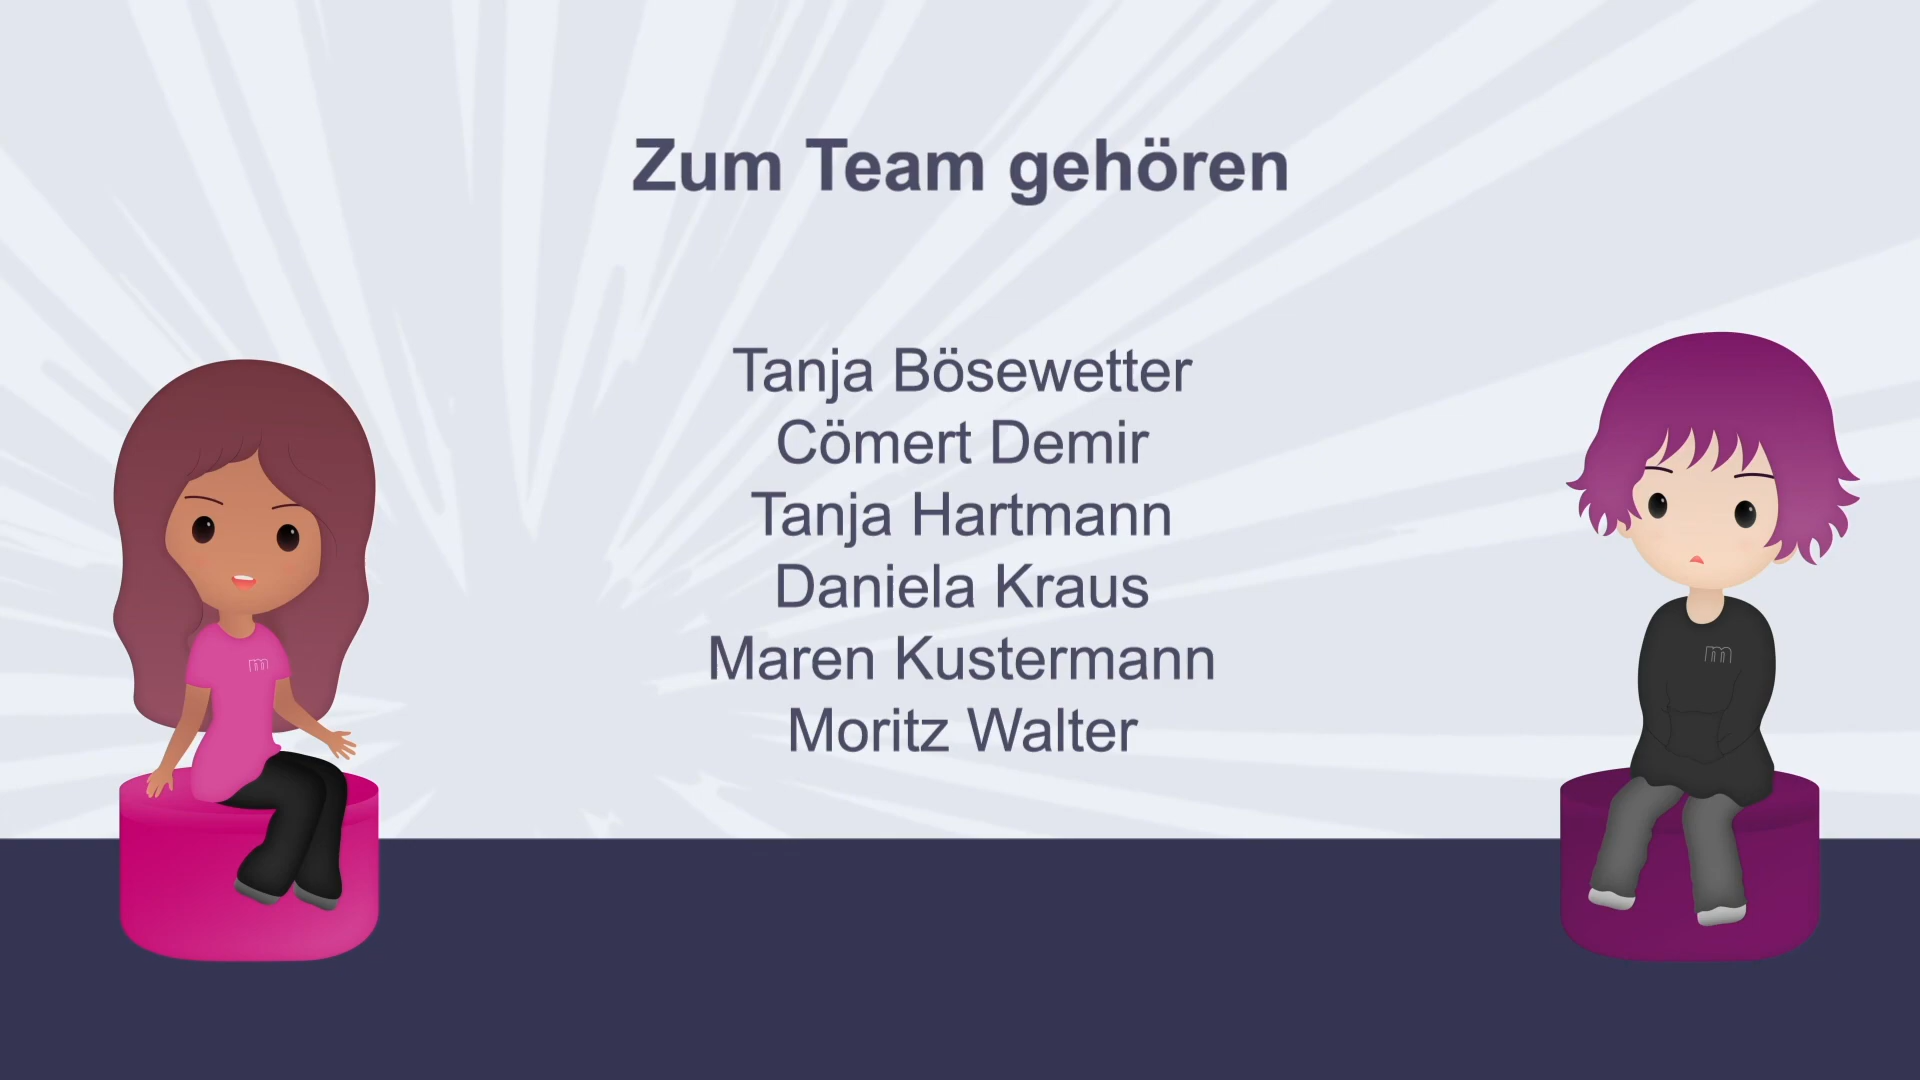 Zum Team gehören
Tanja Bösewetter
Cömert Demir
Tanja Hartmann
Daniela Kraus
Maren Kustermann
Moritz Walter